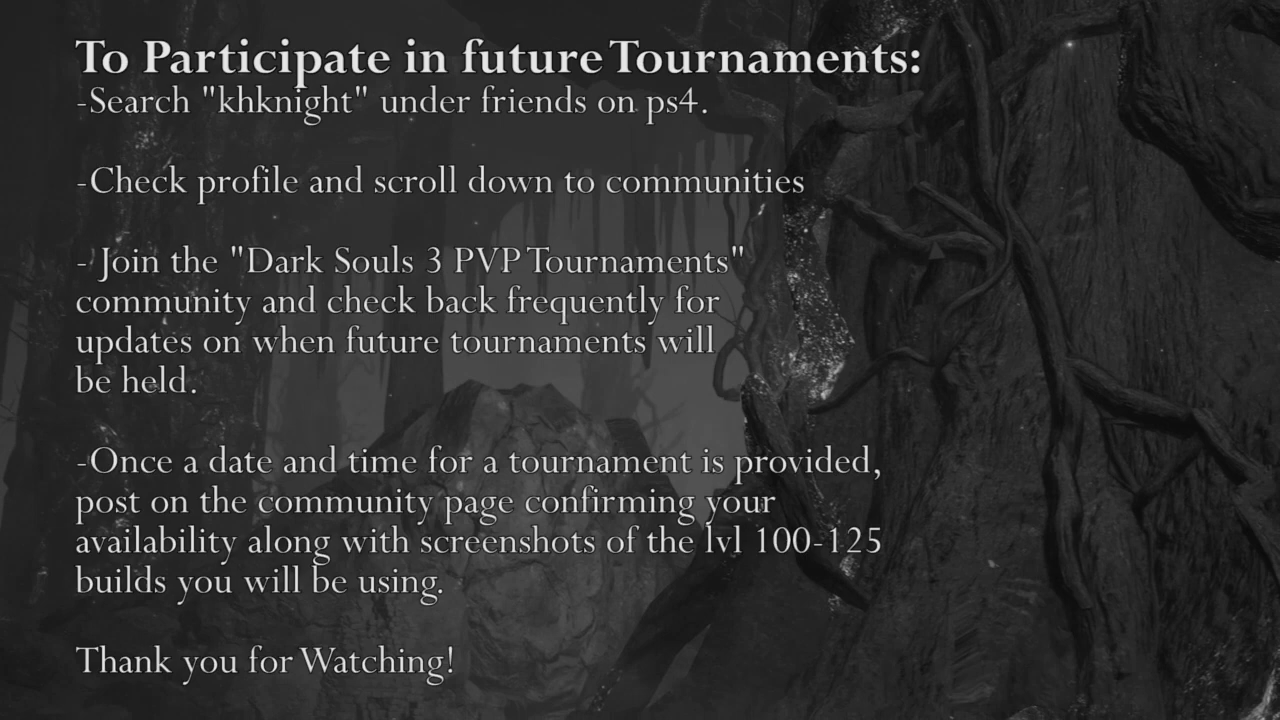 To Participate in future Tournaments:
-Search "khknight" under friends on ps4.
-Check profile and scroll down to communities
- Join the "Dark Souls 3 PVP Tournaments"
community and check back frequently for
updates on when future tournaments will
be held.
-Once a date and time for a tournament is provided,
post on the community page confirming your
availability along with screenshots of the lvl 100-125
builds you will be using.
Thank you for Watching!